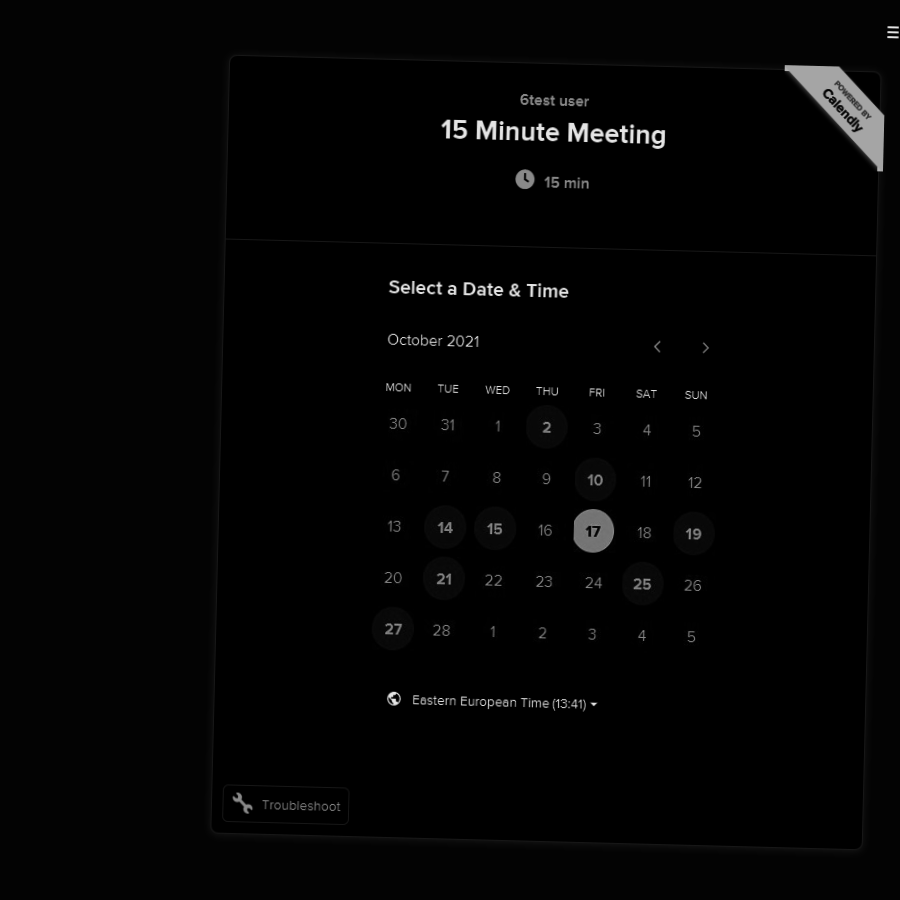 POWERED BY
Calendly
6test user
15 Minute Meeting
15 min
Select a Date & Time
October 2021
MON TUE WED THU FRI SAT SUN
30 31 1 2 3 4 5
6 7 8 9 10 11 12
13 14 15 16 17 18 19
20 21 22 23 24 25 26
27 28 1 2 3 4 5
Eastern European Time (13:41)
Troubleshoot